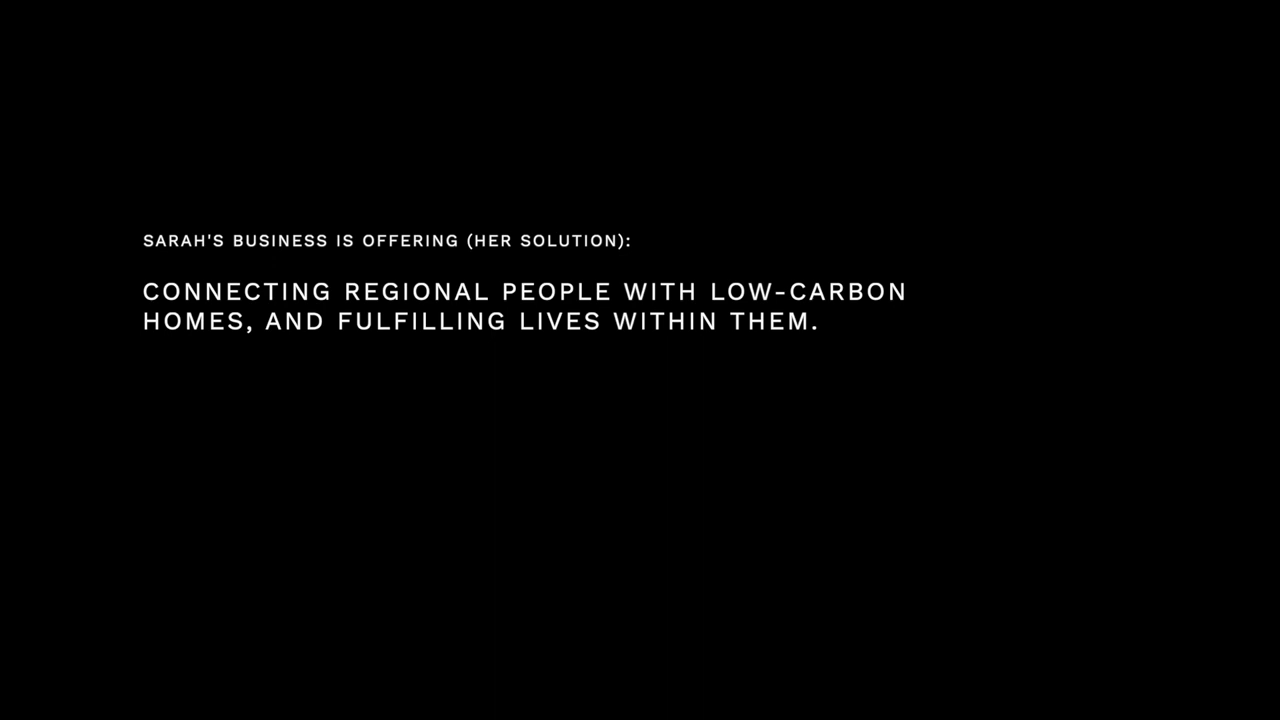 SARAH'S BUSINESS IS OFFERING (HER SOLUTION):
CONNECTING REGIONAL PEOPLE WITH LOW-CARBON
HOMES, AND FULFILLING LIVES WITHIN THEM.